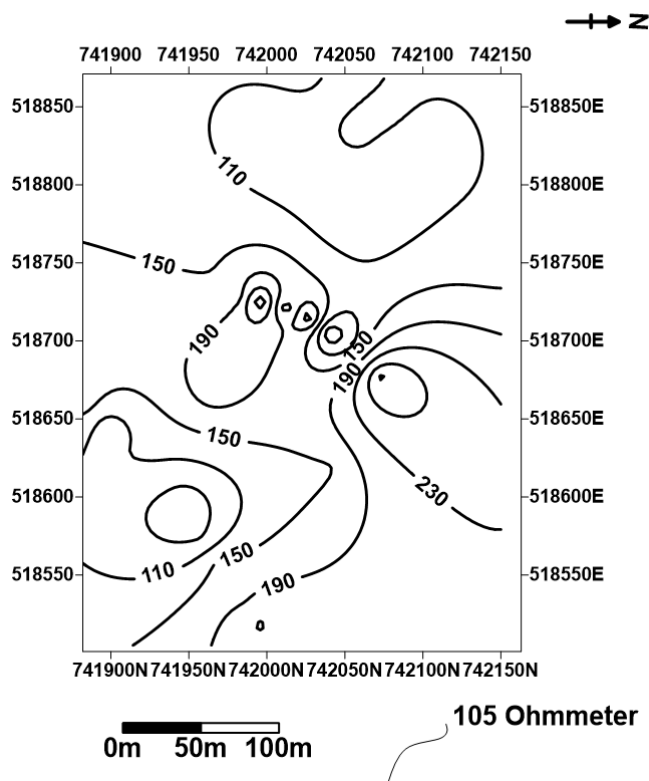 N
741900 741950 742000 742050 742100 742150
518850 518850E
110
518800 518800E
518750 518750E
150
190 518700 150 518700E
190
518650 518650E
150
230
518600 518600E
150
518550 110 518550E
190
741900N 741950N 742000N 742050N 742100N 742150N
105 Ohmmeter
0m 50m 100m